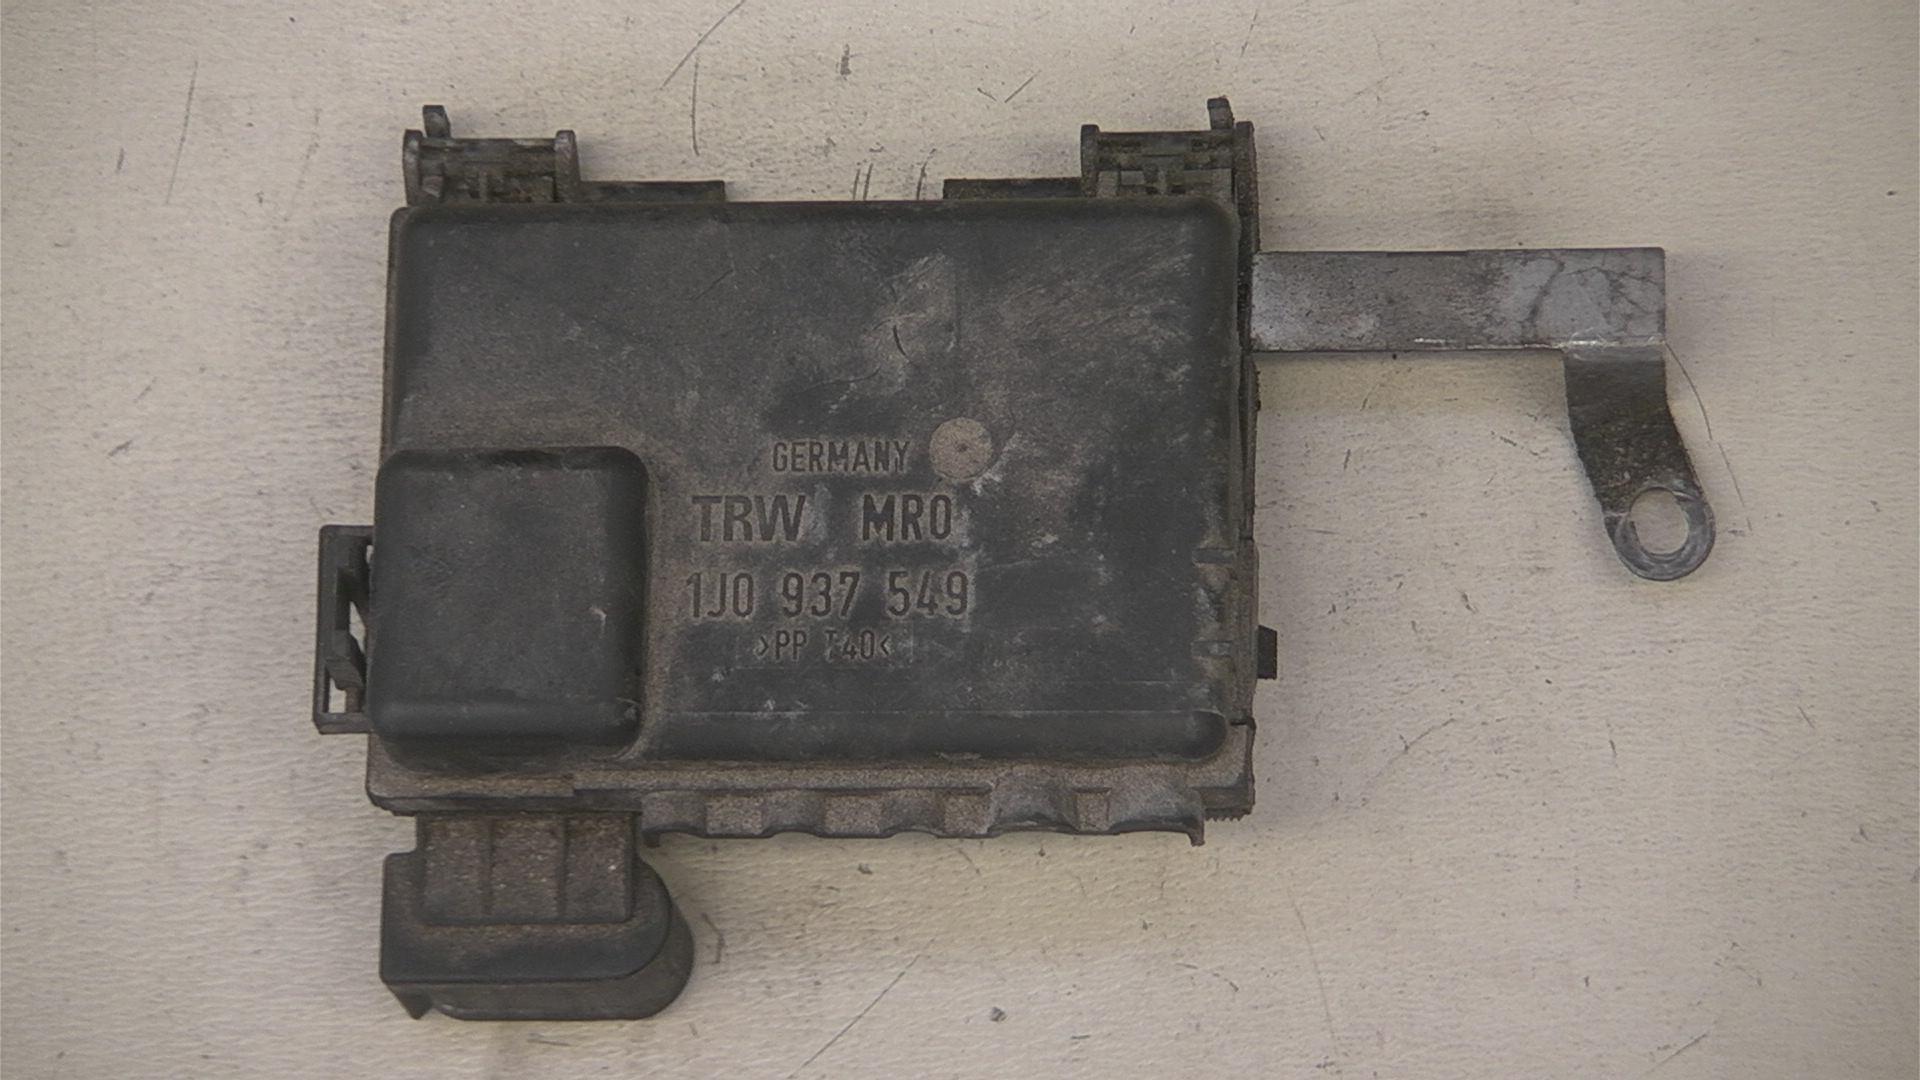 GERMANY
TRW MRO
1J0 937 549
>PP T40<